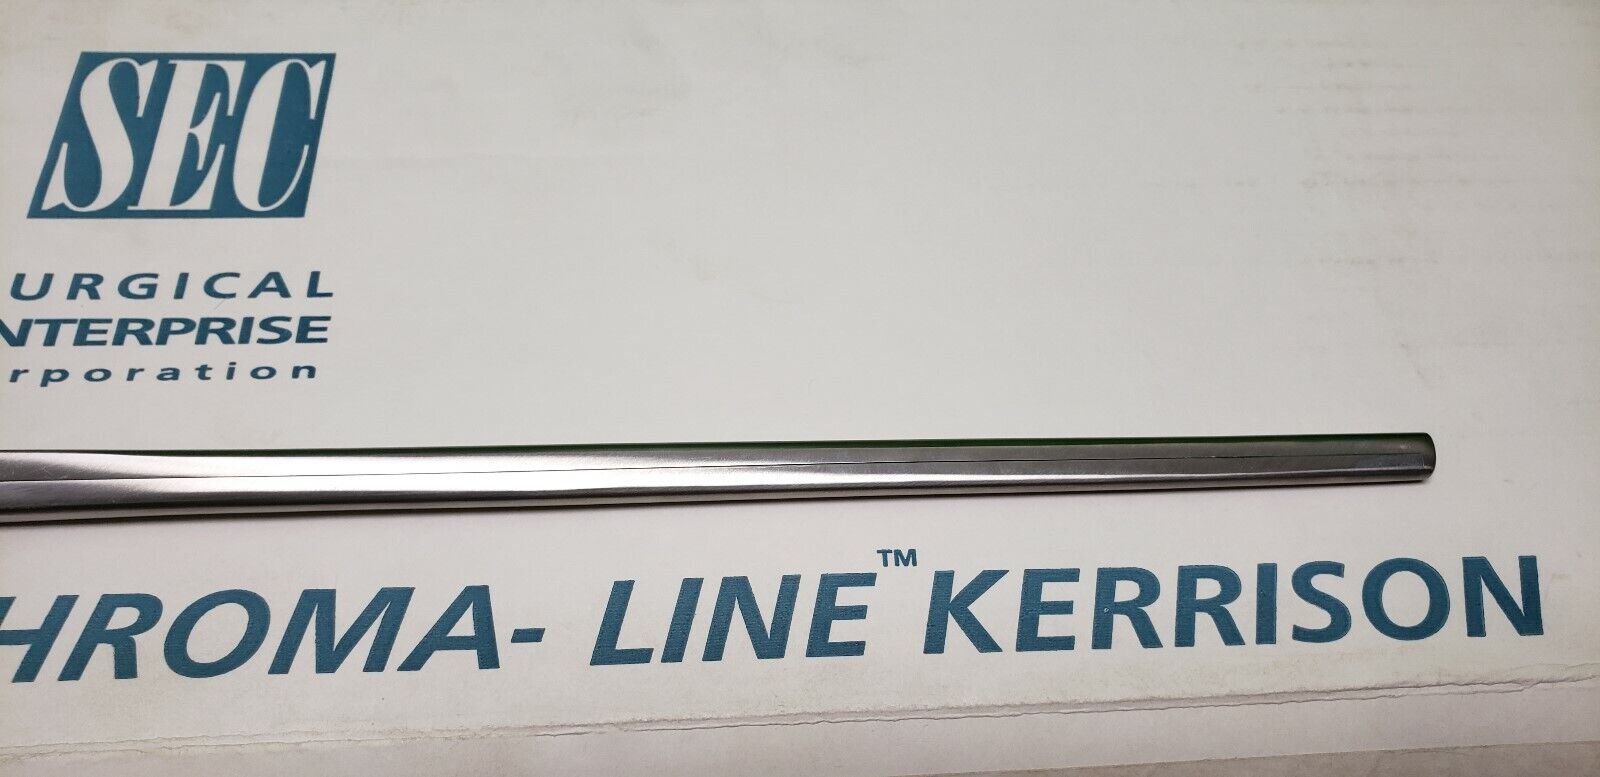 SEC
URGICAL
NTERPRISE
rporation
HROMA- LINE™ KERRISON